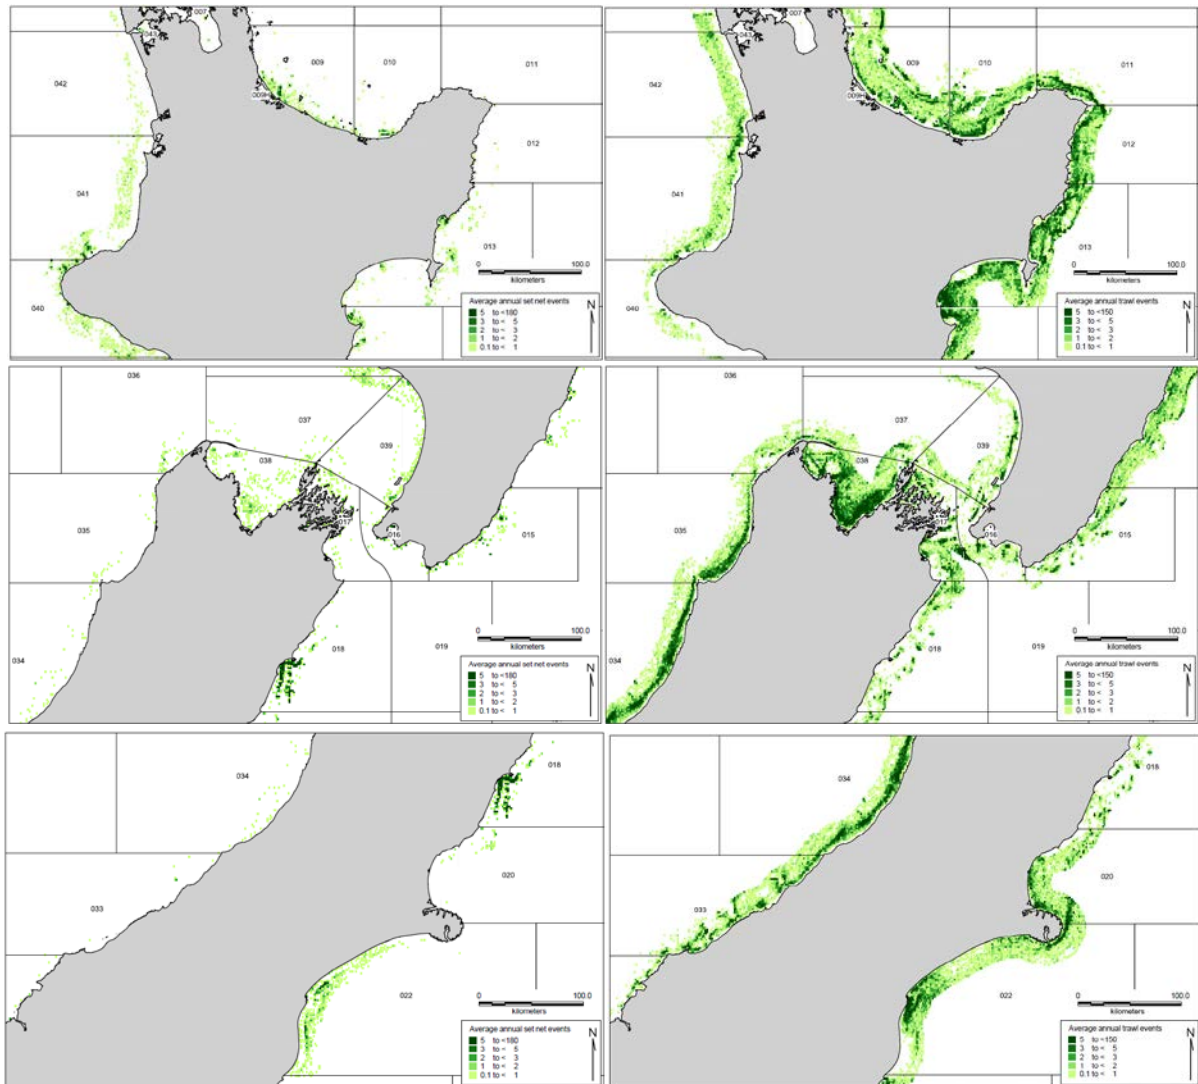 007
043
042
009
010
011
009H
012
041
013
0 100.0
kilometers
040
Average annual set net events
5 to <180
3 to < 5
2 to < 3
1 to < 2
0.1 to < 1
N
007
043
042
009
010
011
009H
012
041
013
0 100.0
kilometers
040
Average annual trawl events
5 to <150
3 to < 5
2 to < 3
1 to < 2
0.1 to < 1
N
036
037
039
038
017
016
015
035
018
019
034
0 100.0
kilometers
Average annual set net events
5 to <180
3 to < 5
2 to < 3
1 to < 2
0.1 to < 1
N
036
037
039
038
017
016
015
035
018
019
034
0 100.0
kilometers
Average annual trawl events
5 to <150
3 to < 5
2 to < 3
1 to < 2
0.1 to < 1
N
034
018
020
033
022
0 100.0
kilometers
Average annual set net events
5 to <180
3 to < 5
2 to < 3
1 to < 2
0.1 to < 1
N
034
018
020
033
022
0 100.0
kilometers
Average annual trawl events
5 to <150
3 to < 5
2 to < 3
1 to < 2
0.1 to < 1
N